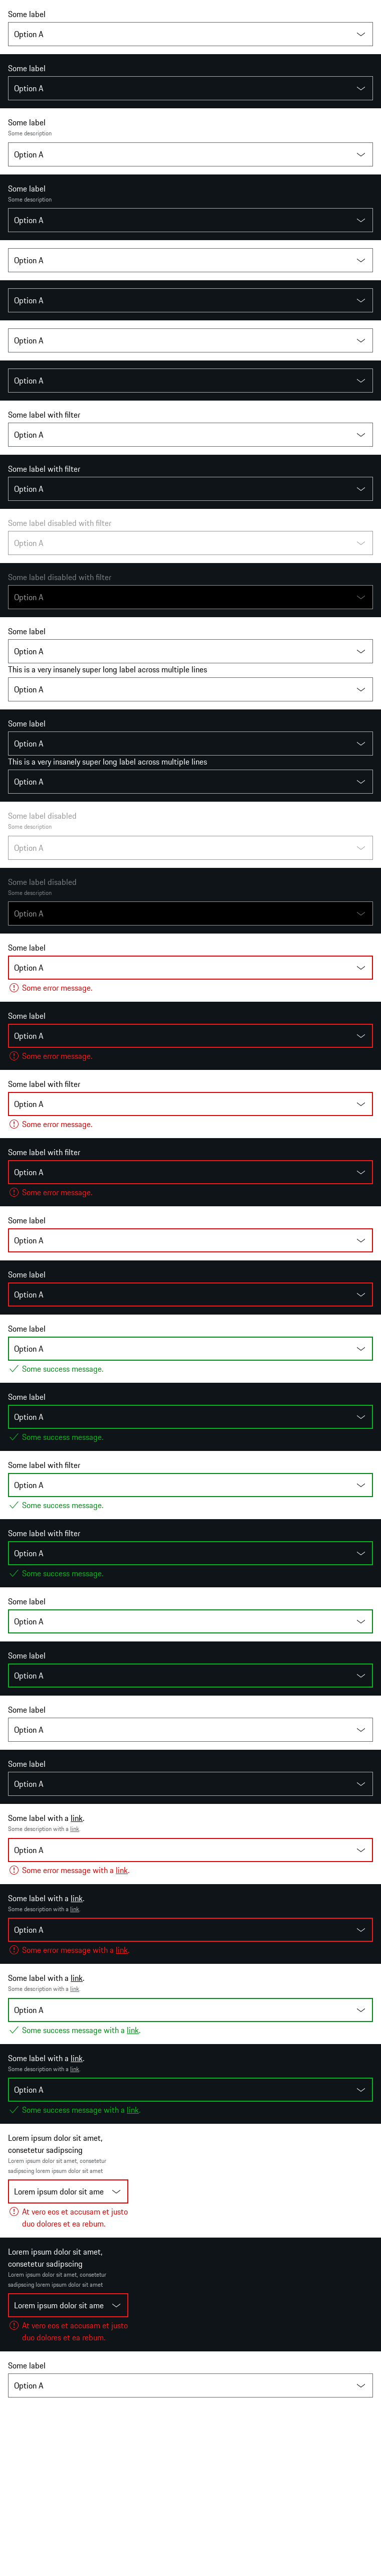 Some label
Option A
Some label
Option A
Some label
Some description
Option A
Some label
Some description
Option A
Option A
Option A
Option A
Option A
Some label with filter
Option A
Some label with filter
Option A
Some label disabled with filter
Option A
Some label disabled with filter
Option A
Some label
Option A
This is a very insanely super long label across multiple lines
Option A
Some label
Option A
This is a very insanely super long label across multiple lines
Option A
Some label disabled
Some description
Option A
Some label disabled
Some description
Option A
Some label
Option A
Some error message.
Some label
Option A
Some error message.
Some label with filter
Option A
Some error message.
Some label with filter
Option A
Some error message.
Some label
Option A
Some label
Option A
Some label
Option A
Some success message.
Some label
Option A
Some success message.
Some label with filter
Option A
Some success message.
Some label with filter
Option A
Some success message.
Some label
Option A
Some label
Option A
Some label
Option A
Some label
Option A
Some label with a link.
Some description with a link.
Option A
Some error message with a link.
Some label with a link.
Some description with a link.
Option A
Some error message with a link.
Some label with a link.
Some description with a link.
Option A
Some success message with a link.
Some label with a link.
Some description with a link.
Option A
Some success message with a link.
Lorem ipsum dolor sit amet,
consetetur sadipscing
Lorem ipsum dolor sit amet, consetetur
sadipscing lorem ipsum dolor sit amet
Lorem ipsum dolor sit ame
At vero eos et accusam et justo
duo dolores et ea rebum.
Lorem ipsum dolor sit amet,
consetetur sadipscing
Lorem ipsum dolor sit amet, consetetur
sadipscing lorem ipsum dolor sit amet
Lorem ipsum dolor sit ame
At vero eos et accusam et justo
duo dolores et ea rebum.
Some label
Option A